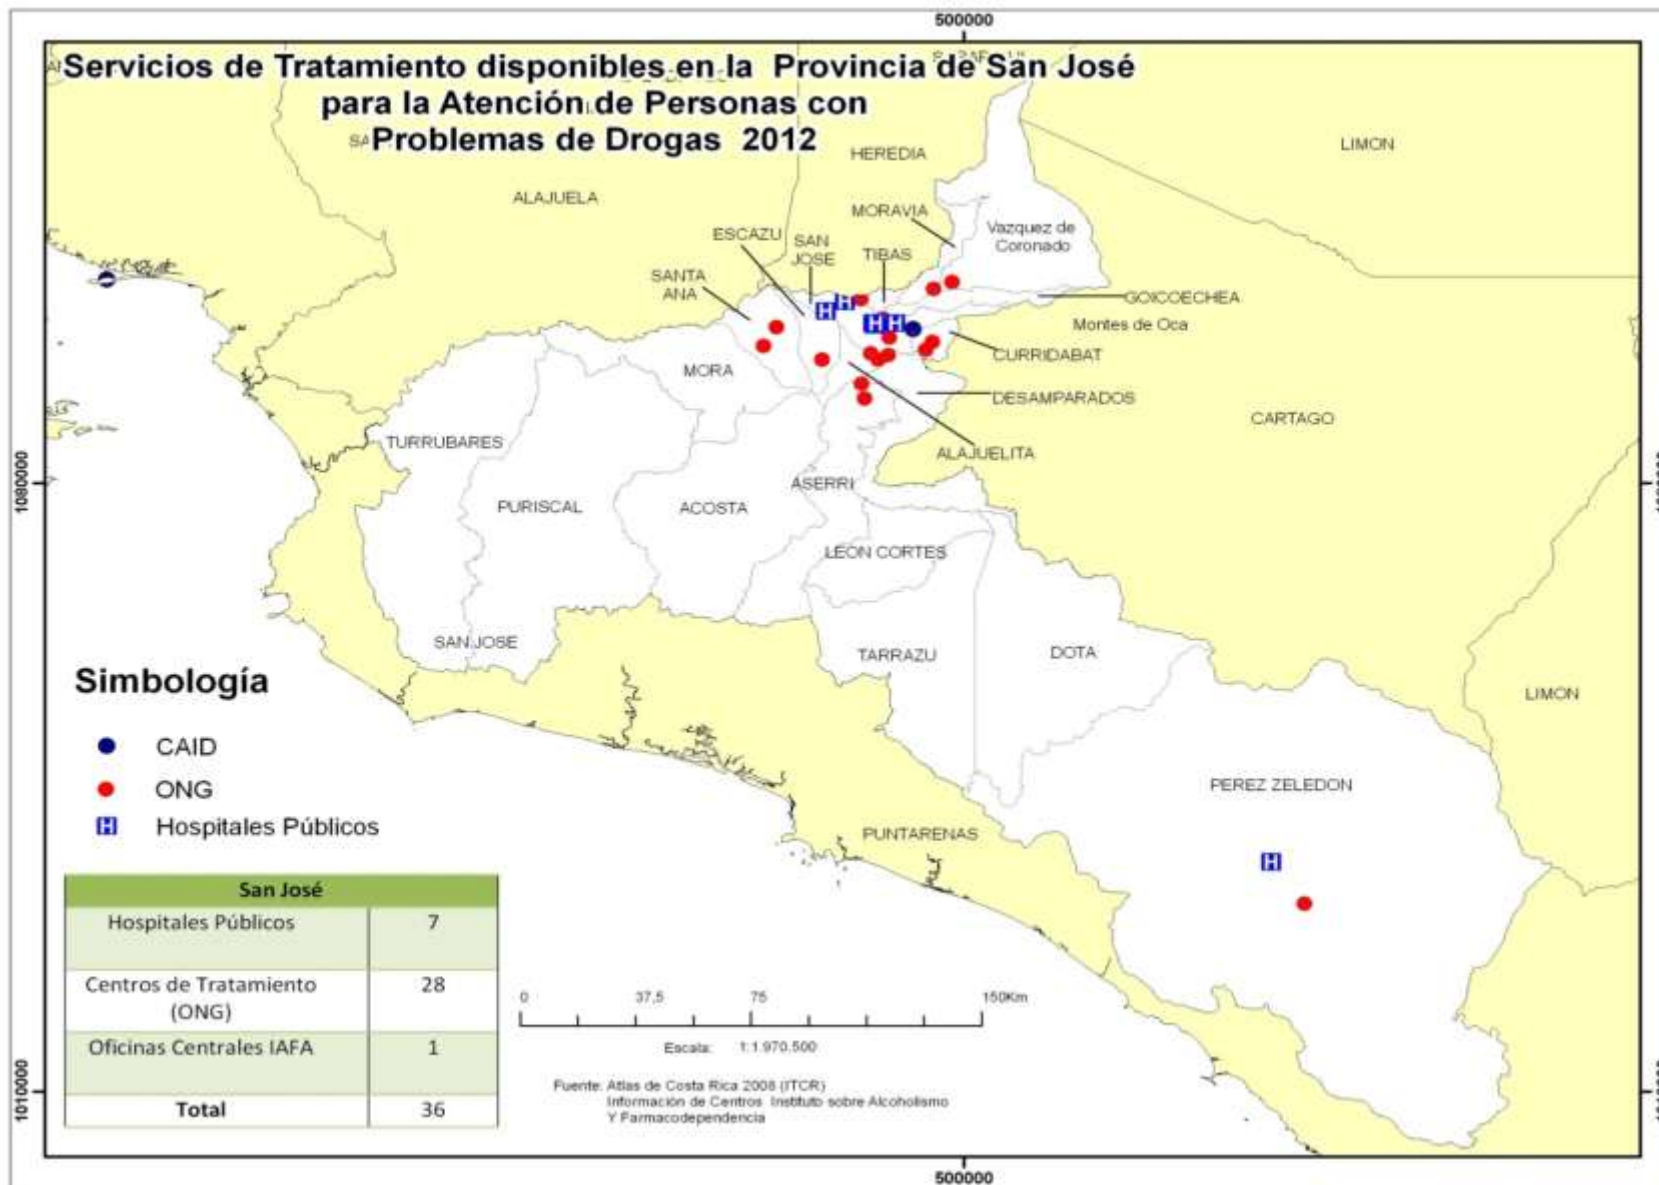 500000
Servicios de Tratamiento disponibles en la Provincia de San José
para la Atención de Personas con
Problemas de Drogas 2012
HEREDIA
LIMON
ALAJUELA
MORAVIA
Vazquez de
Coronado
ESCAZU
SAN
JOSE
TIBAS
SANTA
ANA
GOICOECHEA
Montes de Oca
CURRIDABAT
MORA
DESAMPARADOS
CARTAGO
TURRUBARES
ALAJUELITA
1080000
ASERRI
PURISCAL
ACOSTA
LEON CORTES
SAN JOSE
TARRAZU
DOTA
LIMON
Simbología
CAID
ONG
H Hospitales Públicos
PEREZ ZELEDON
PUNTARENAS
H
San José
Hospitales Públicos 7
Centros de Tratamiento
(ONG) 28
Oficinas Centrales IAFA 1
Total 36
0 37,5 75 150Km
Escala: 1:1.970.500
Fuente: Atlas de Costa Rica 2008 (ITCR)
Información de Centros Instituto sobre Alcoholismo
Y Farmacodependencia
1010000
500000